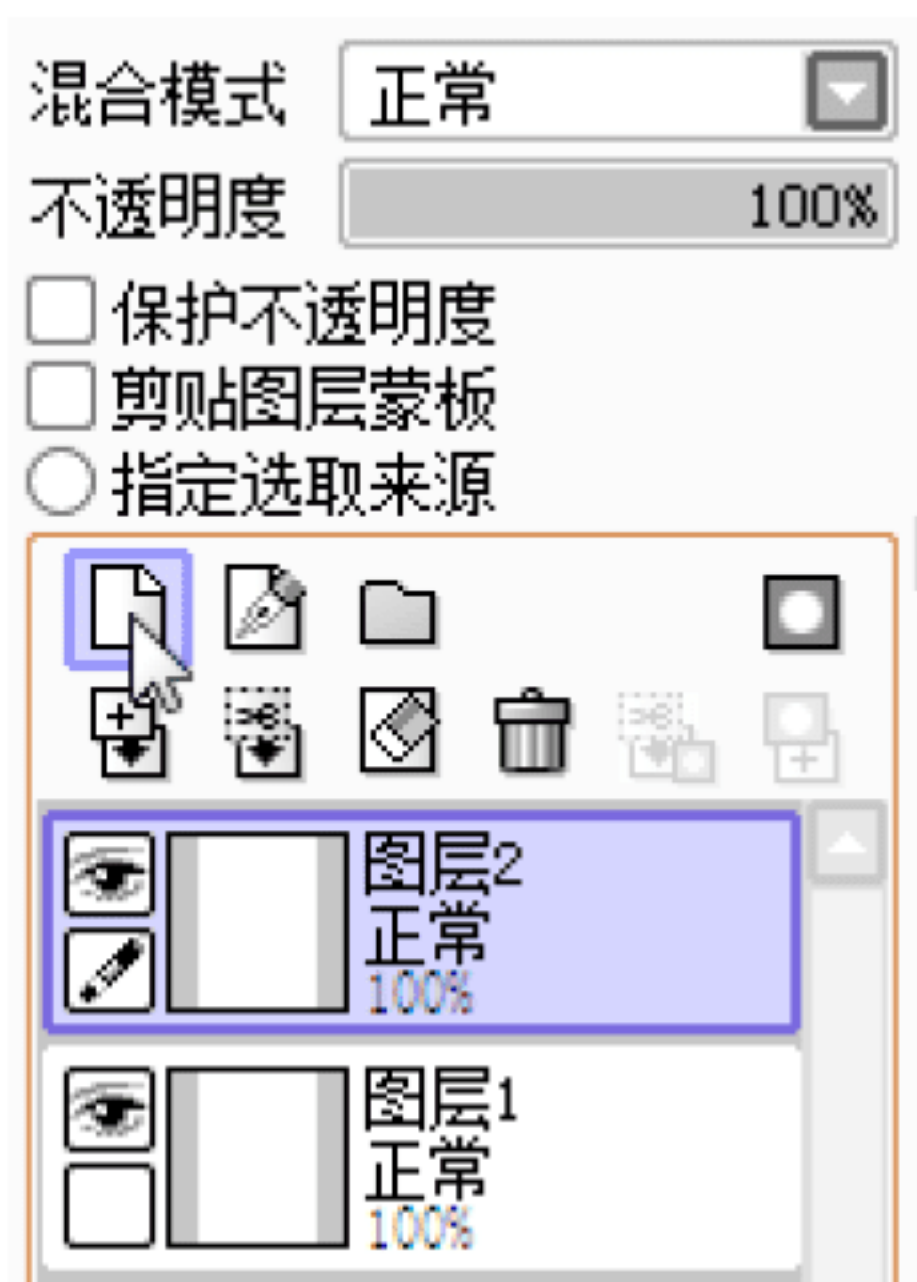 混合模式 正常
不透明度 100%
保护不透明度
剪贴图层蒙板
指定选取来源
图层2
正常
100%
图层1
正常
100%